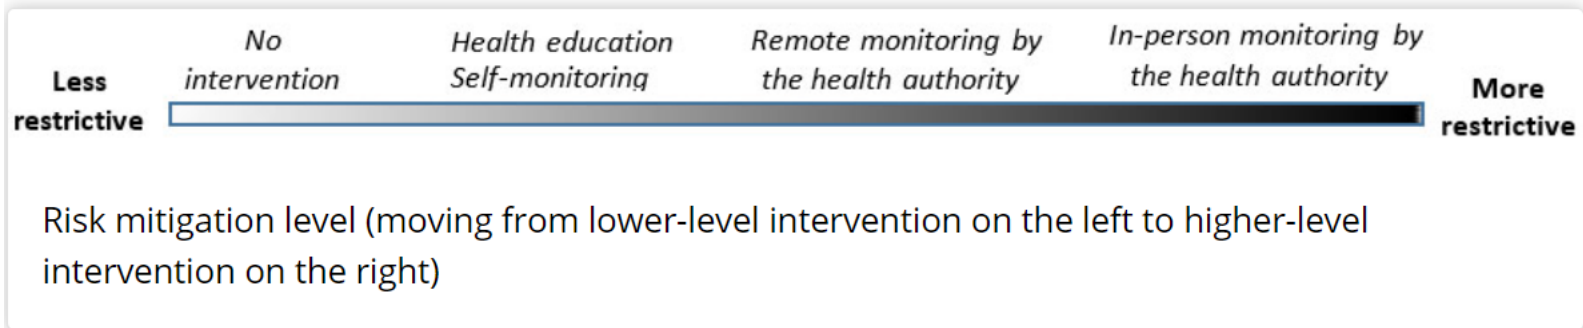 Less
restrictive
No
intervention
Health education
Self-monitoring
Remote monitoring by
the health authority
In-person monitoring by
the health authority
More
restrictive
Risk mitigation level (moving from lower-level intervention on the left to higher-level
intervention on the right)